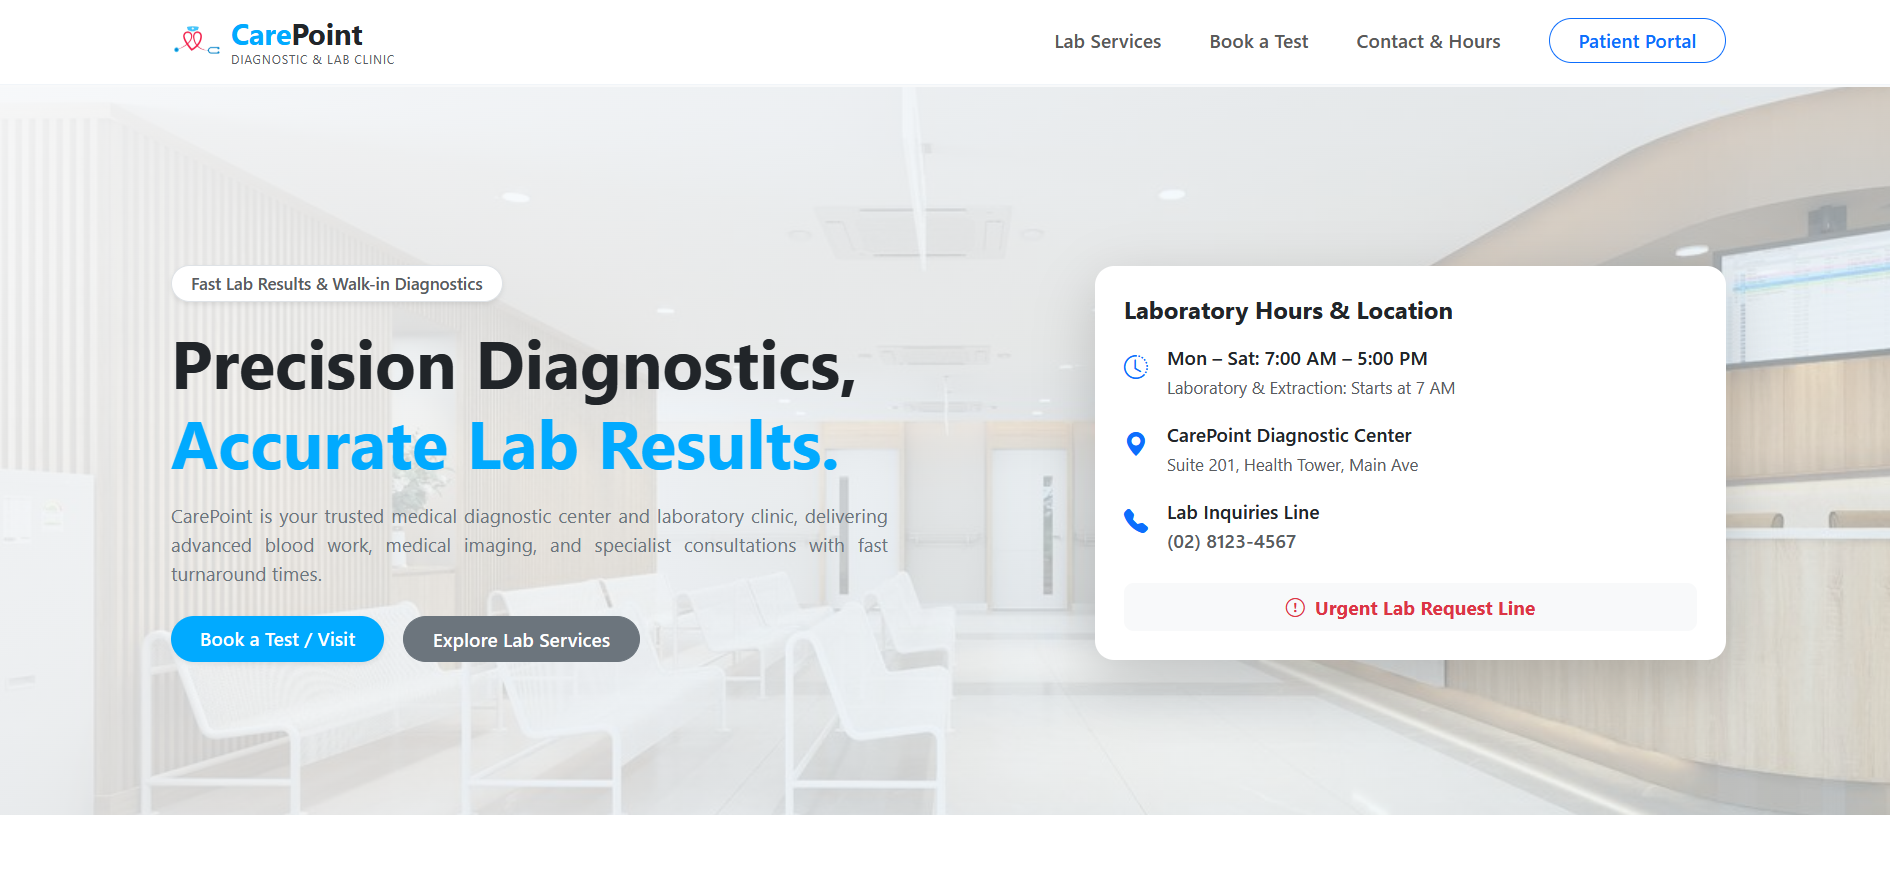 CarePoint
DIAGNOSTIC & LAB CLINIC
Lab Services
Book a Test
Contact & Hours
Patient Portal
Fast Lab Results & Walk-in Diagnostics
Precision Diagnostics,
Accurate Lab Results.
CarePoint is your trusted medical diagnostic center and laboratory clinic, delivering
advanced blood work, medical imaging, and specialist consultations with fast
turnaround times.
Book a Test / Visit
Explore Lab Services
Laboratory Hours & Location
Mon – Sat: 7:00 AM – 5:00 PM
Laboratory & Extraction: Starts at 7 AM
CarePoint Diagnostic Center
Suite 201, Health Tower, Main Ave
Lab Inquiries Line
(02) 8123-4567
Urgent Lab Request Line